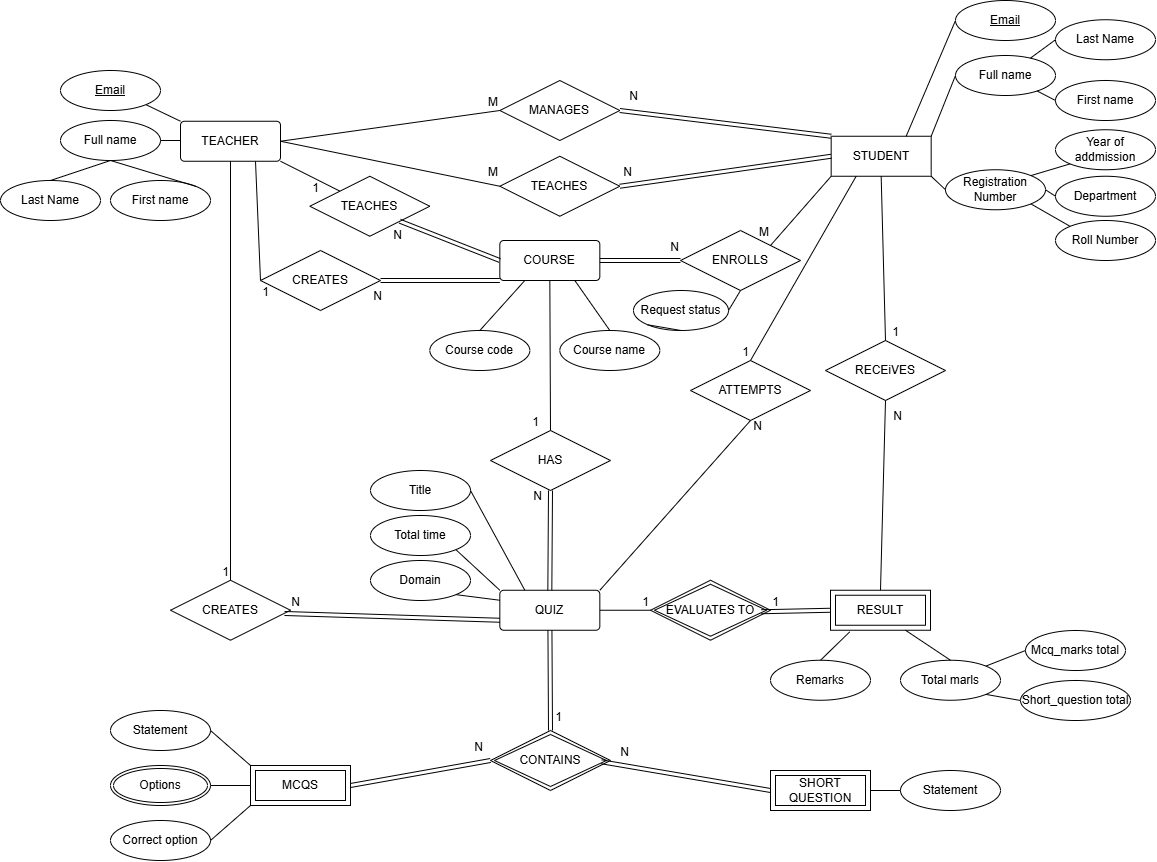 Email
Last Name
Full name
First name
Email
MANAGES
M
N
TEACHER
Full name
Last Name
First name
STUDENT
Year of
addmission
Registration
Number
Department
Roll Number
M
TEACHES
N
1
TEACHES
N
COURSE
N
ENROLLS
M
Request status
CREATES
1
N
Course code
Course name
1
ATTEMPTS
N
1
RECEiVES
N
1
HAS
N
Title
Total time
Domain
1
CREATES
N
QUIZ
1
EVALUATES TO
1
RESULT
Remarks
Total marls
Mcq_marks total
Short_question total
1
N
CONTAINS
N
Statement
Options
Correct option
MCQS
SHORT
QUESTION
Statement